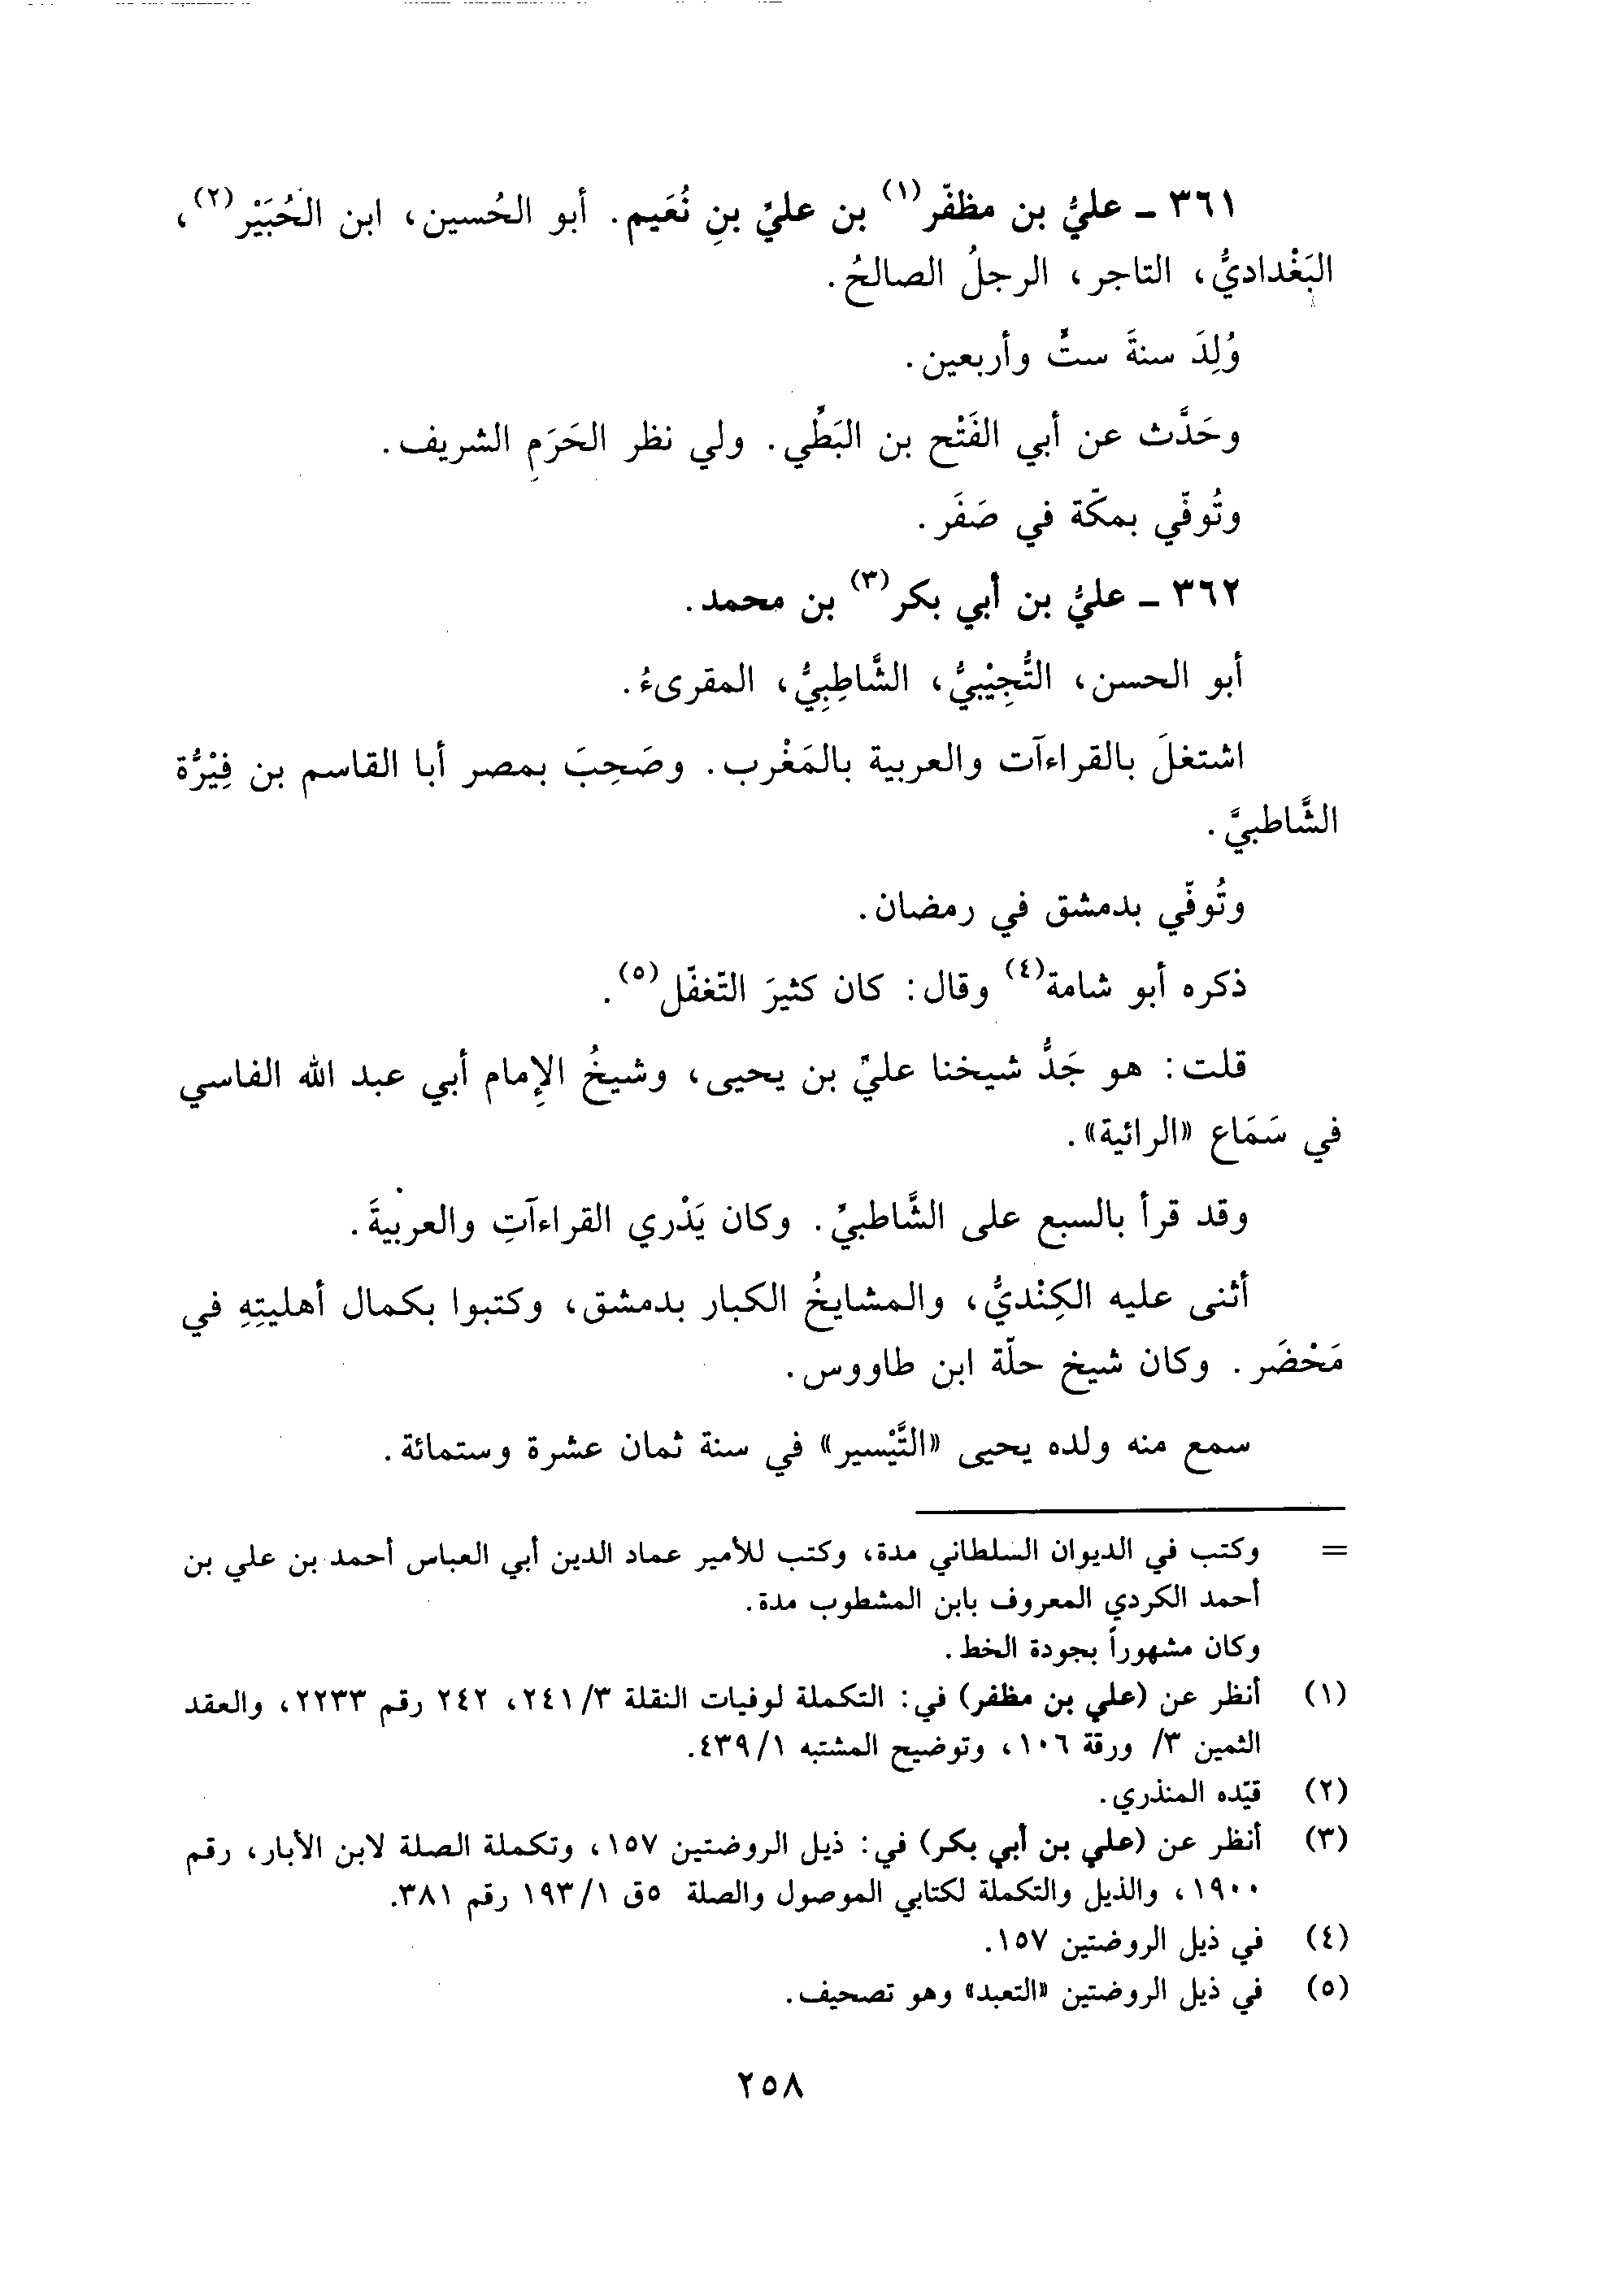 ٣٦١ ـ عليُّ بن مظفّر(١) بن عليِّ بنِ نُعَيم. أبو الحُسين، ابن الحُبَيْر(٢)،
البَغْداديُّ، التاجر، الرجلُ الصالحُ.
وُلِدَ سنةَ ستٍّ وأربعين.
وحَدَّث عن أبي الفَتْح بن البَطِّي. ولي نظر الحَرَمِ الشريف.
وتُوفّي بمكّة في صَفَر.
٣٦٢ ـ عليُّ بن أبي بكر(٣) بن محمد.
أبو الحسن، التُّجِيْبيُّ، الشَّاطِبِيُّ، المقرىءُ.
اشتغلَ بالقراءآت والعربية بالمَغْرب. وصَحِبَ بمصر أبا القاسم بن فِيْرُّة
الشَّاطبيَّ.
وتُوفّي بدمشق في رمضان.
ذكره أبو شامة(٤) وقال: كان كثيرَ التّغفّل(٥).
قلت: هو جَدُّ شيخنا عليِّ بن يحيى، وشيخُ الإِمام أبي عبد الله الفاسي
في سَمَاع «الرائية».
وقد قرأ بالسبع على الشَّاطبيِّ. وكان يَدْري القراءآتِ والعربيةَ.
أثنى عليه الكِنْديُّ، والمشايخُ الكبار بدمشق، وكتبوا بكمال أهليتِهِ في
مَحْضَر. وكان شيخ حلّة ابن طاووس.
سمع منه ولده يحيى «التَّيْسير» في سنة ثمان عشرة وستمائة.
= وكتب في الديوان السلطاني مدة، وكتب للأمير عماد الدين أبي العباس أحمد بن علي بن
أحمد الكردي المعروف بابن المشطوب مدة.
وكان مشهوراً بجودة الخط.
(١) أنظر عن (علي بن مظفر) في: التكملة لوفيات النقلة ٣/ ٢٤١، ٢٤٢ رقم ٢٢٣٣، والعقد
الثمين ٣/ ورقة ١٠٦، وتوضيح المشتبه ١/ ٤٣٩.
(٢) قيّده المنذري.
(٣) أنظر عن (علي بن أبي بكر) في: ذيل الروضتين ١٥٧، وتكملة الصلة لابن الأبار، رقم
١٩٠٠، والذيل والتكملة لكتابي الموصول والصلة ٥ق ١/ ١٩٣ رقم ٣٨١.
(٤) في ذيل الروضتين ١٥٧.
(٥) في ذيل الروضتين «التعبد» وهو تصحيف.
٢٥٨